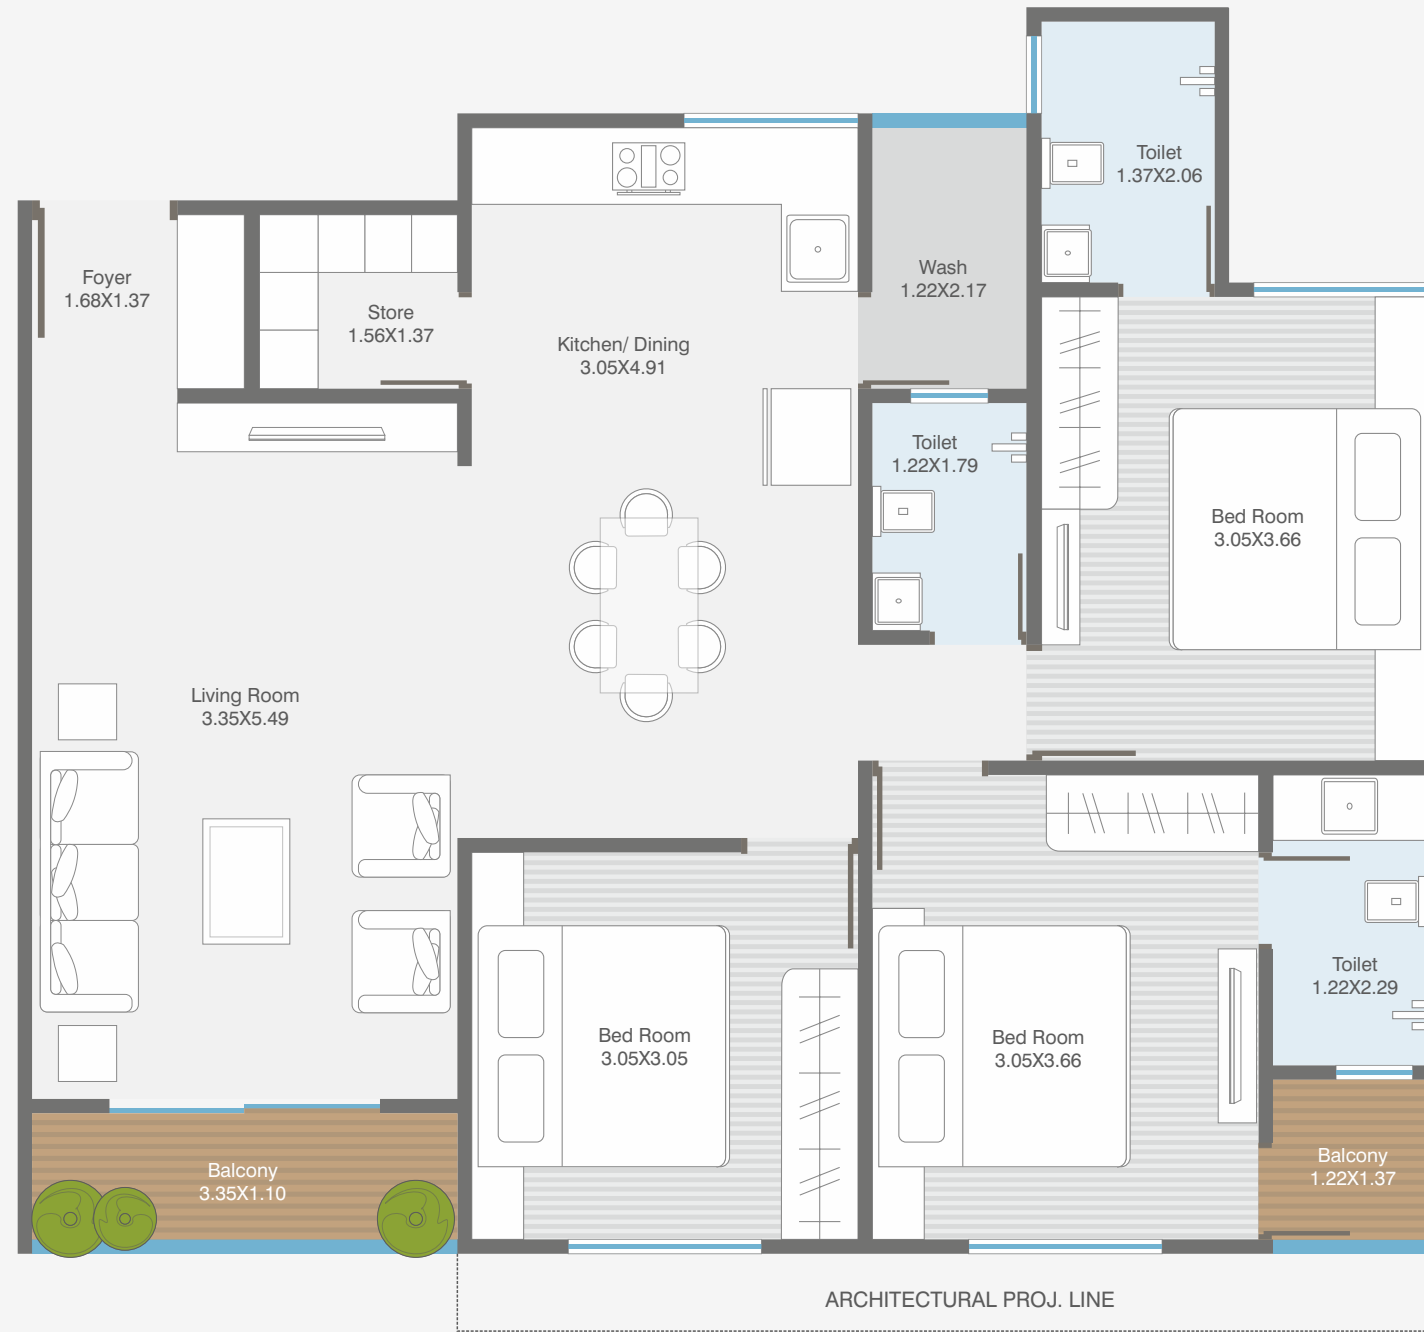 Toilet
1.37X2.06
Foyer
1.68X1.37
Wash
1.22X2.17
Store
1.56X1.37
Kitchen/ Dining
3.05X4.91
Toilet
1.22X1.79
Bed Room
3.05X3.66
Living Room
3.35X5.49
Toilet
1.22X2.29
Bed Room
3.05X3.05
Bed Room
3.05X3.66
Balcony
3.35X1.10
Balcony
1.22X1.37
ARCHITECTURAL PROJ. LINE